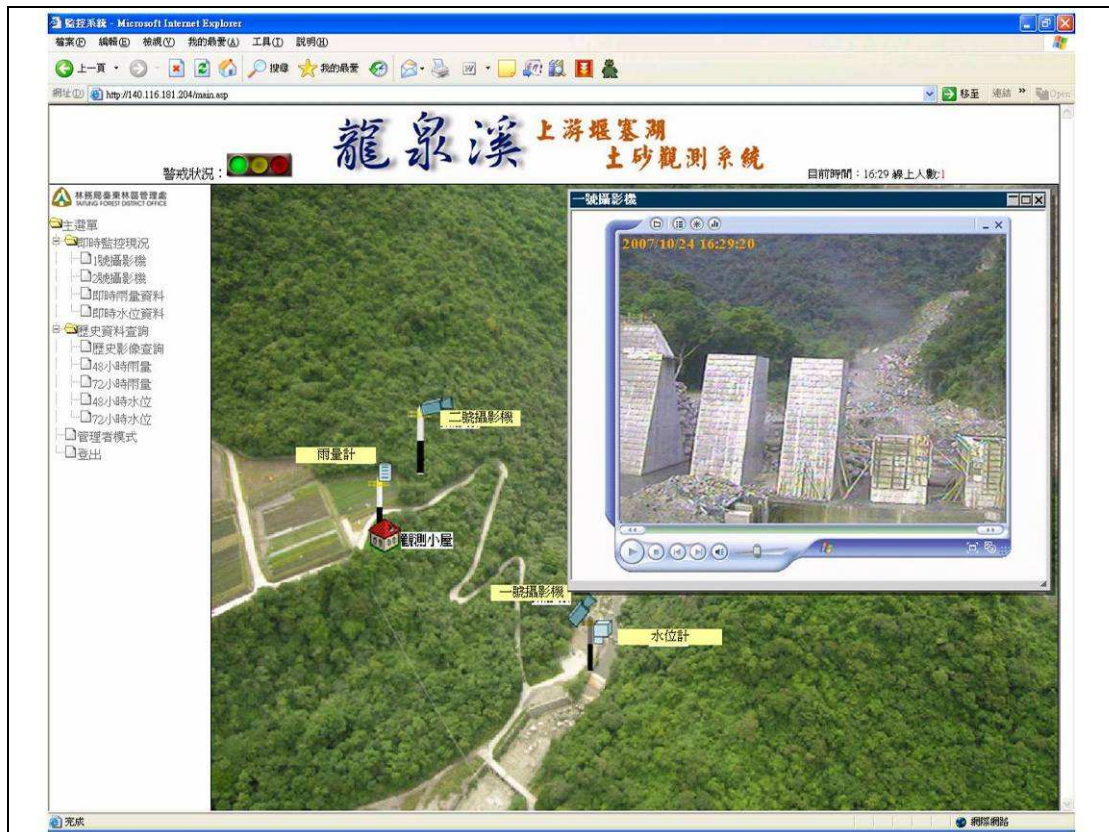 監控系統 - Microsoft Internet Explorer
檔案(F) 編輯(E) 檢視(V) 我的最愛(A) 工具(T) 說明(H)
上一頁 搜尋 我的最愛
網址(D) http://140.116.181.204/main.asp 移至 連結 »
龍泉溪 上游堰塞湖
土砂觀測系統
警戒狀況：
目前時間：16:29 線上人數:1
林務局臺東林區管理處
TAITUNG FOREST DISTRICT OFFICE
主選單
即時監控現況
1號攝影機
2號攝影機
即時雨量資料
即時水位資料
歷史資料查詢
歷史影像查詢
48小時雨量
72小時雨量
48小時水位
72小時水位
管理者模式
登出
一號攝影機
2007/10/24 16:29:20
二號攝影機
雨量計
觀測小屋
一號攝影機
水位計
完成
網際網路